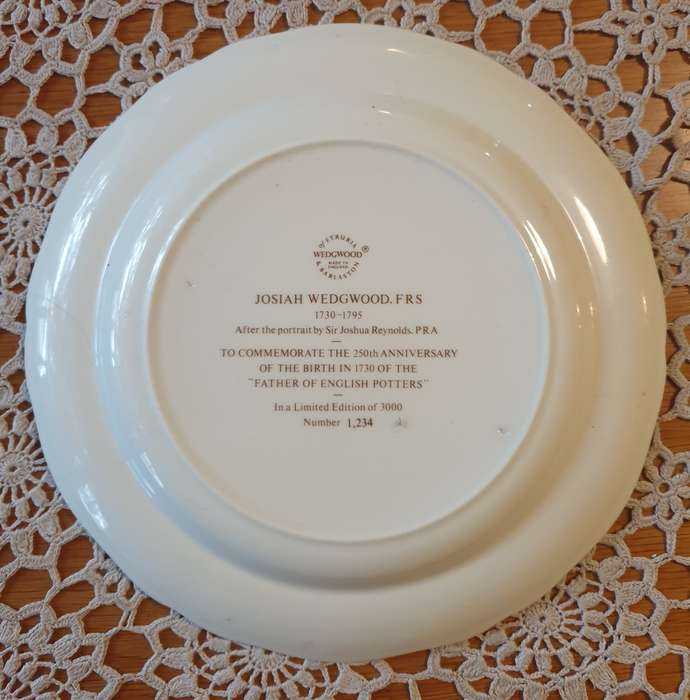 OF ETRURIA
WEDGWOOD®
MADE IN
ENGLAND
& BARLASTON
JOSIAH WEDGWOOD, FRS
1730-1795
After the portrait by Sir Joshua Reynolds, PRA
TO COMMEMORATE THE 250th ANNIVERSARY
OF THE BIRTH IN 1730 OF THE
"FATHER OF ENGLISH POTTERS"
In a Limited Edition of 3000
Number 1,234